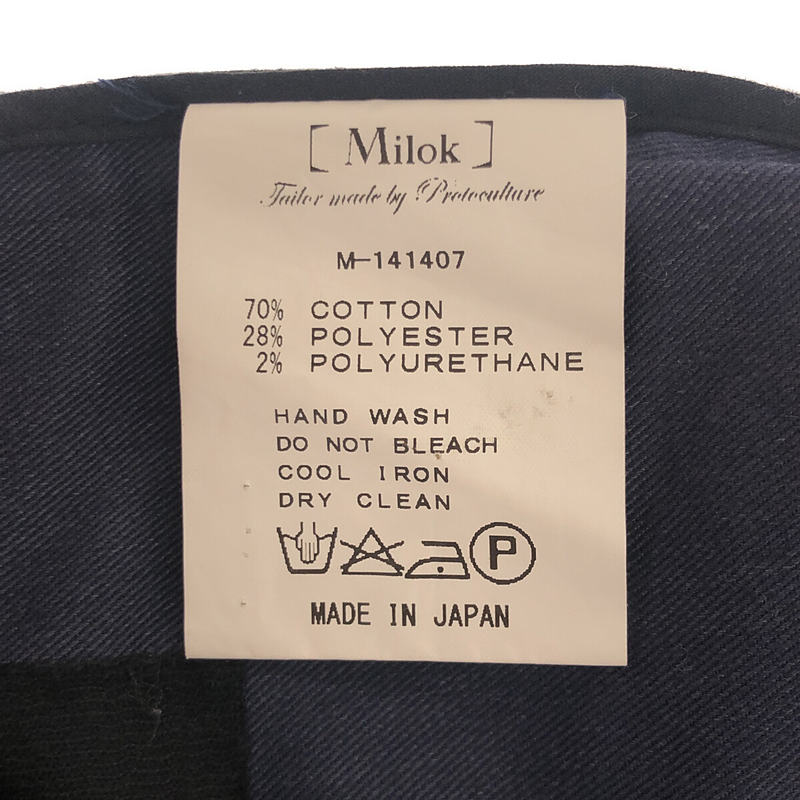 [ Milok ]
Tailor made by Protoculture
M-141407
70% COTTON
28% POLYESTER
2% POLYURETHANE
HAND WASH
DO NOT BLEACH
COOL IRON
DRY CLEAN
P
MADE IN JAPAN